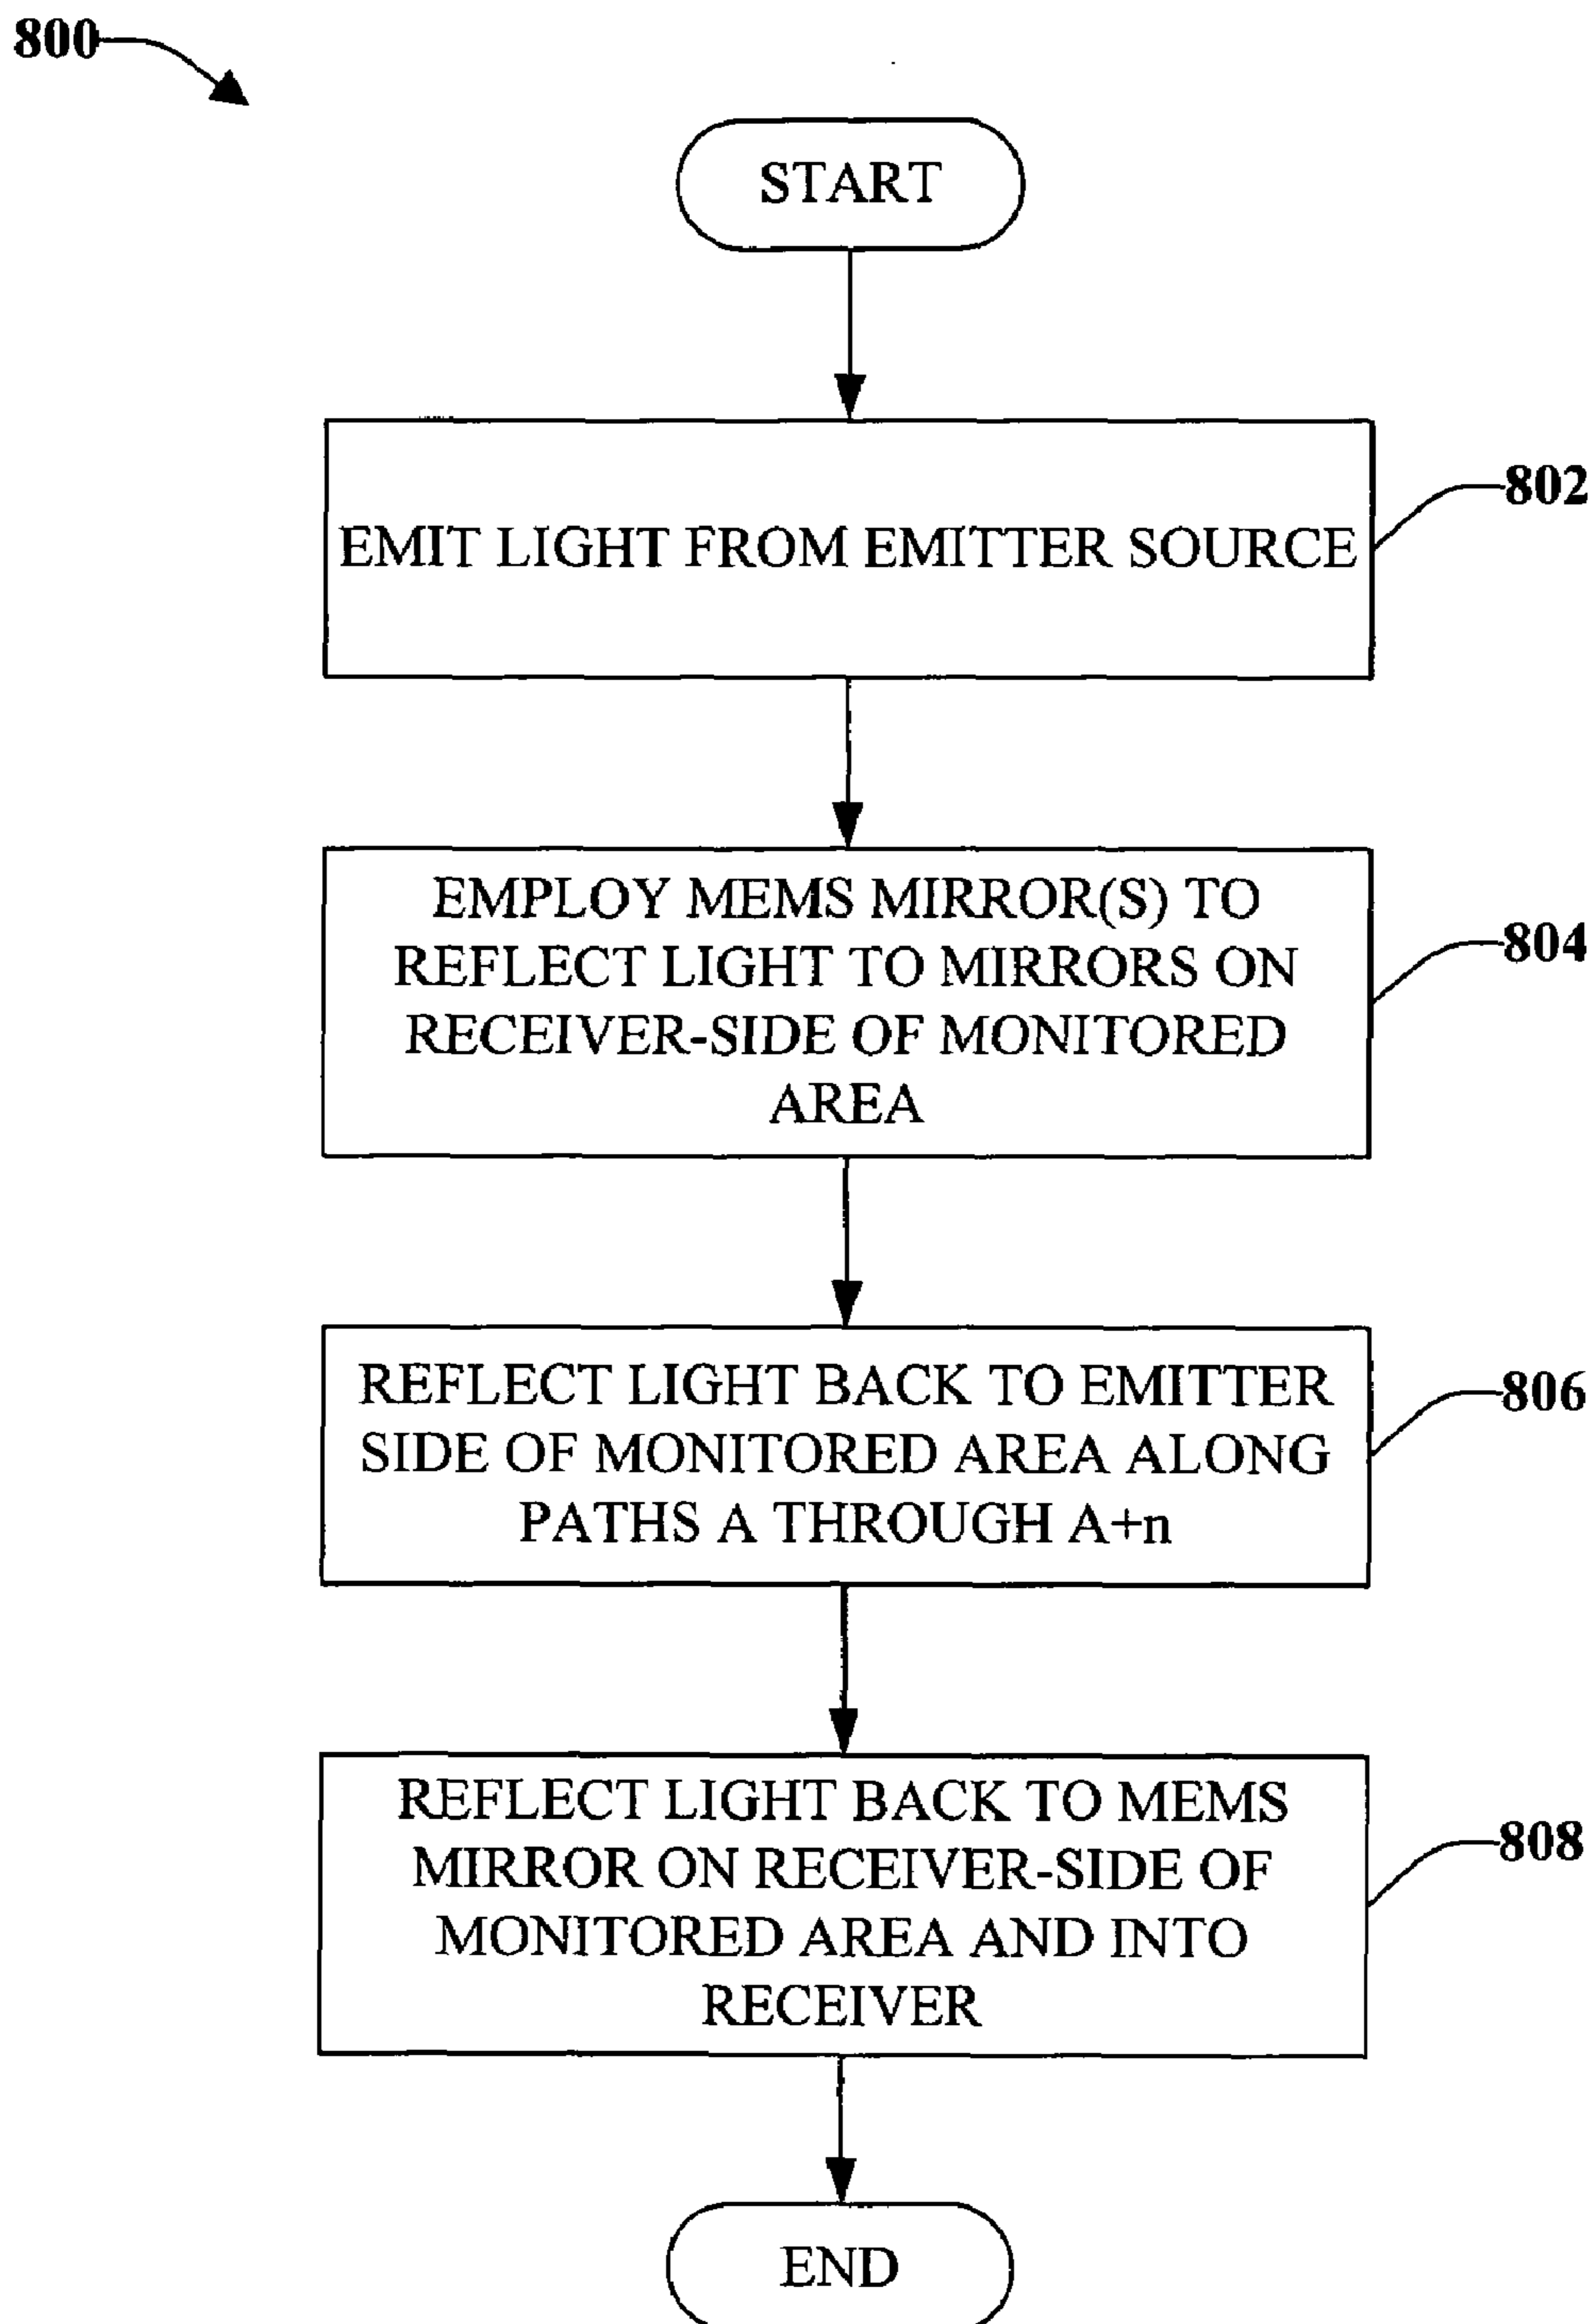 800
START
EMIT LIGHT FROM EMITTER SOURCE
802
EMPLOY MEMS MIRROR(S) TO
REFLECT LIGHT TO MIRRORS ON
RECEIVER-SIDE OF MONITORED
AREA
804
REFLECT LIGHT BACK TO EMITTER
SIDE OF MONITORED AREA ALONG
PATHS A THROUGH A+n
806
REFLECT LIGHT BACK TO MEMS
MIRROR ON RECEIVER-SIDE OF
MONITORED AREA AND INTO
RECEIVER
808
END